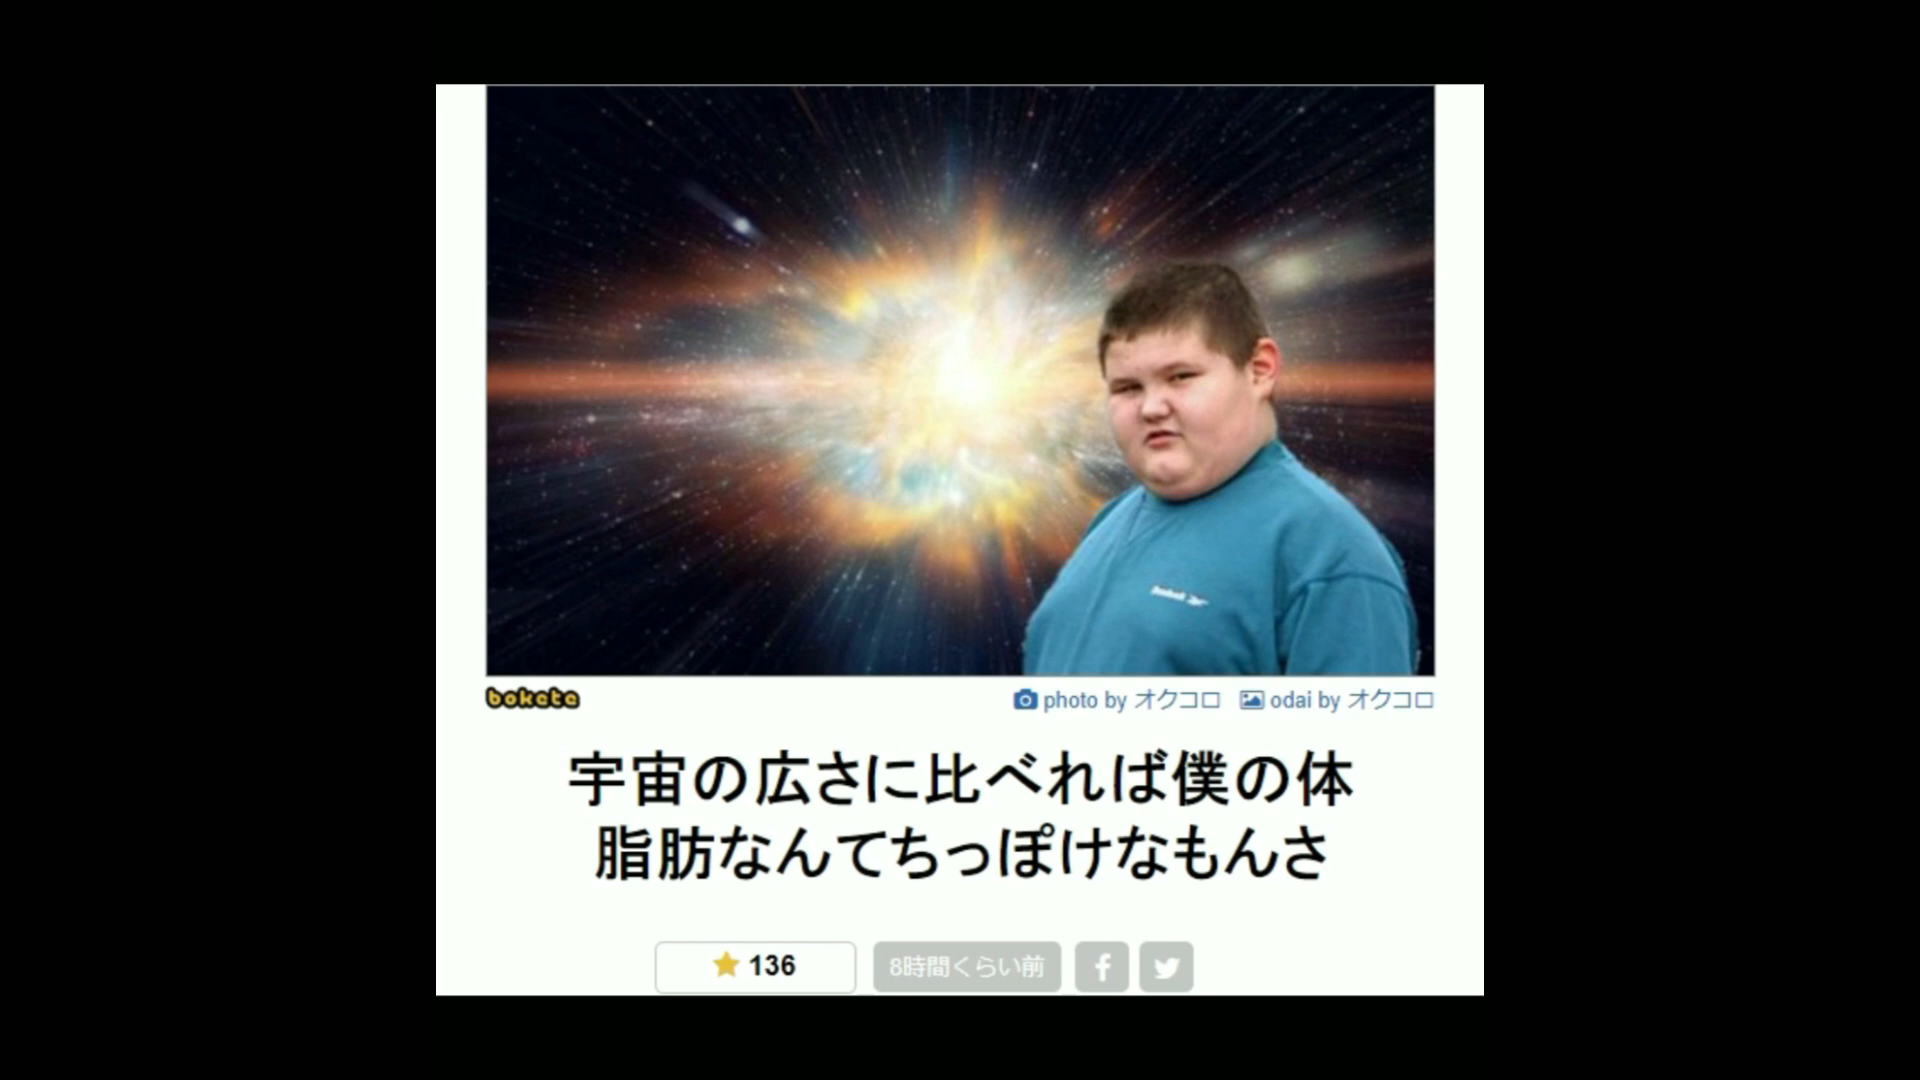 Reebok
bokete
photo by オクコロ odai by オクコロ
宇宙の広さに比べれば僕の体
脂肪なんてちっぽけなもんさ
136 8時間くらい前